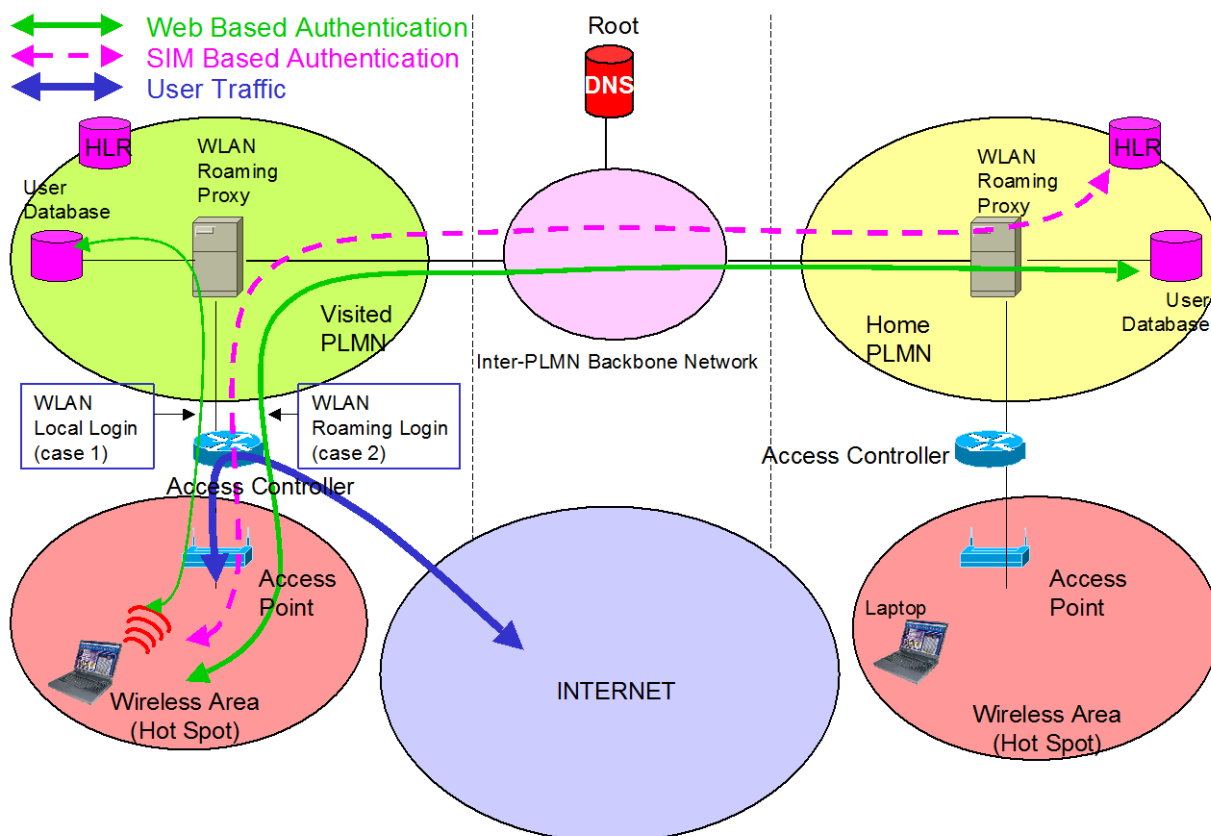 Web Based Authentication
SIM Based Authentication
User Traffic
Root
DNS
HLR
WLAN
Roaming
Proxy
User
Database
Visited
PLMN
Inter-PLMN Backbone Network
WLAN
Roaming
Proxy
HLR
User
Database
Home
PLMN
WLAN
Local Login
(case 1)
WLAN
Roaming Login
(case 2)
Access Controller
Access Controller
Access
Point
Wireless Area
(Hot Spot)
INTERNET
Laptop
Access
Point
Wireless Area
(Hot Spot)